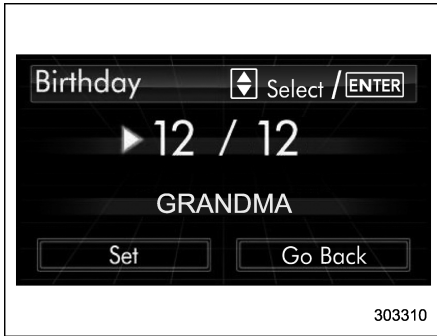 Birthday Select / ENTER
12 / 12
GRANDMA
Set Go Back
303310